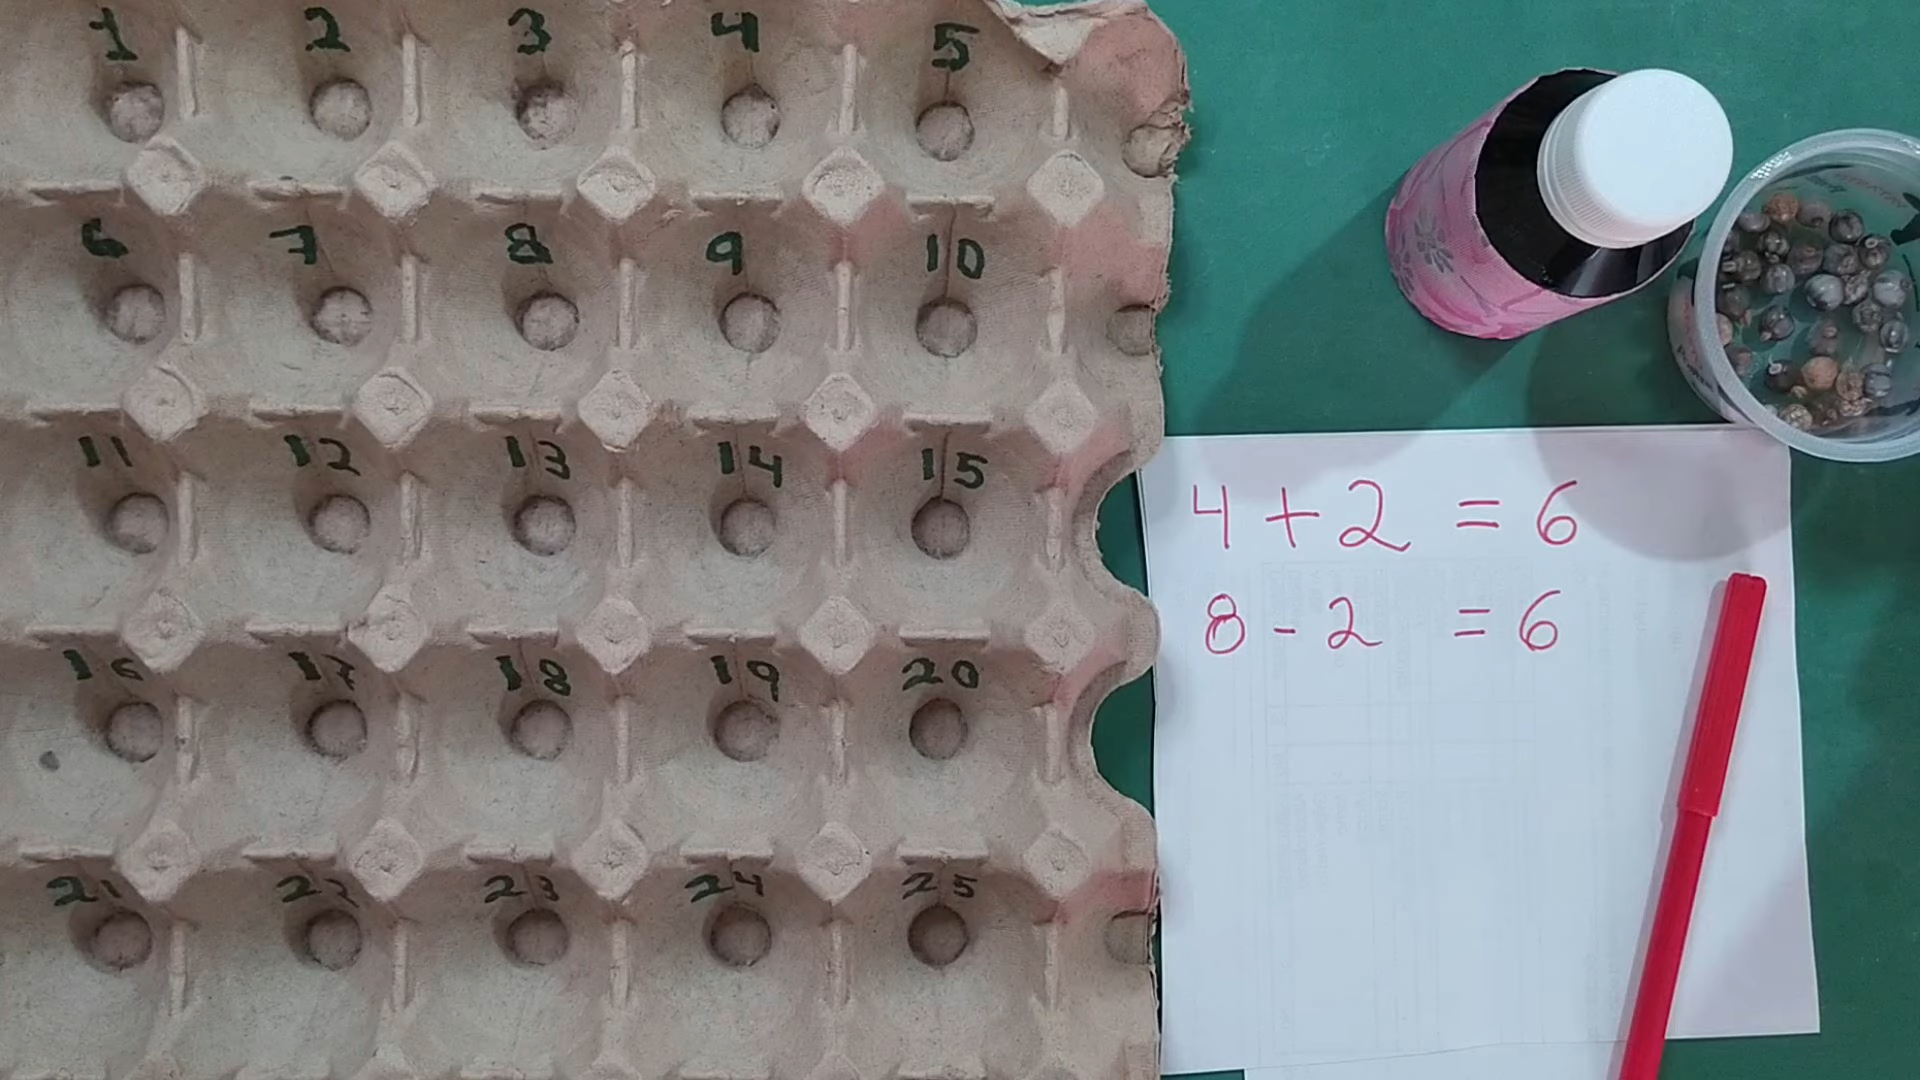 1 2 3 4 5
6 7 8 9 10
11 12 13 14 15
16 17 18 19 20
21 22 23 24 25
4 + 2 = 6
8 - 2 = 6